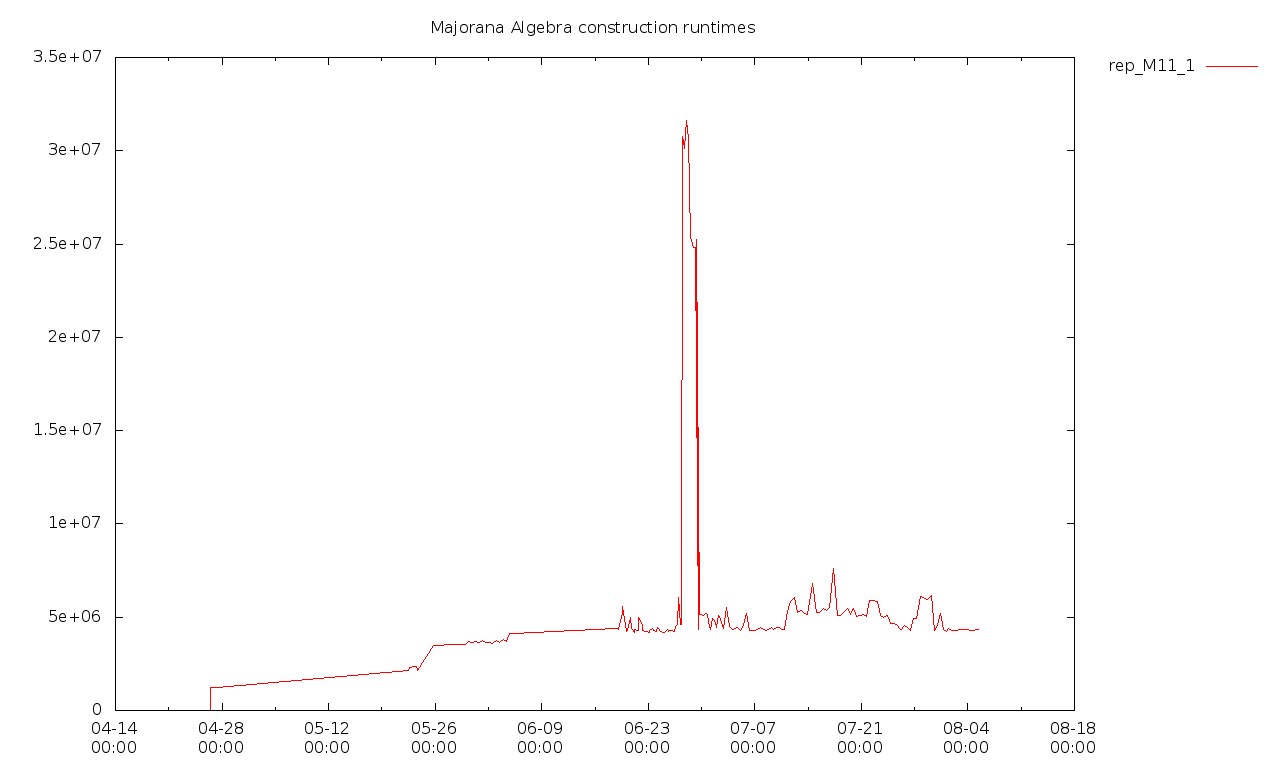 Majorana Algebra construction runtimes
rep_M11_1
3.5e+07
3e+07
2.5e+07
2e+07
1.5e+07
1e+07
5e+06
0
04-14 04-28 05-12 05-26 06-09 06-23 07-07 07-21 08-04 08-18
00:00 00:00 00:00 00:00 00:00 00:00 00:00 00:00 00:00 00:00